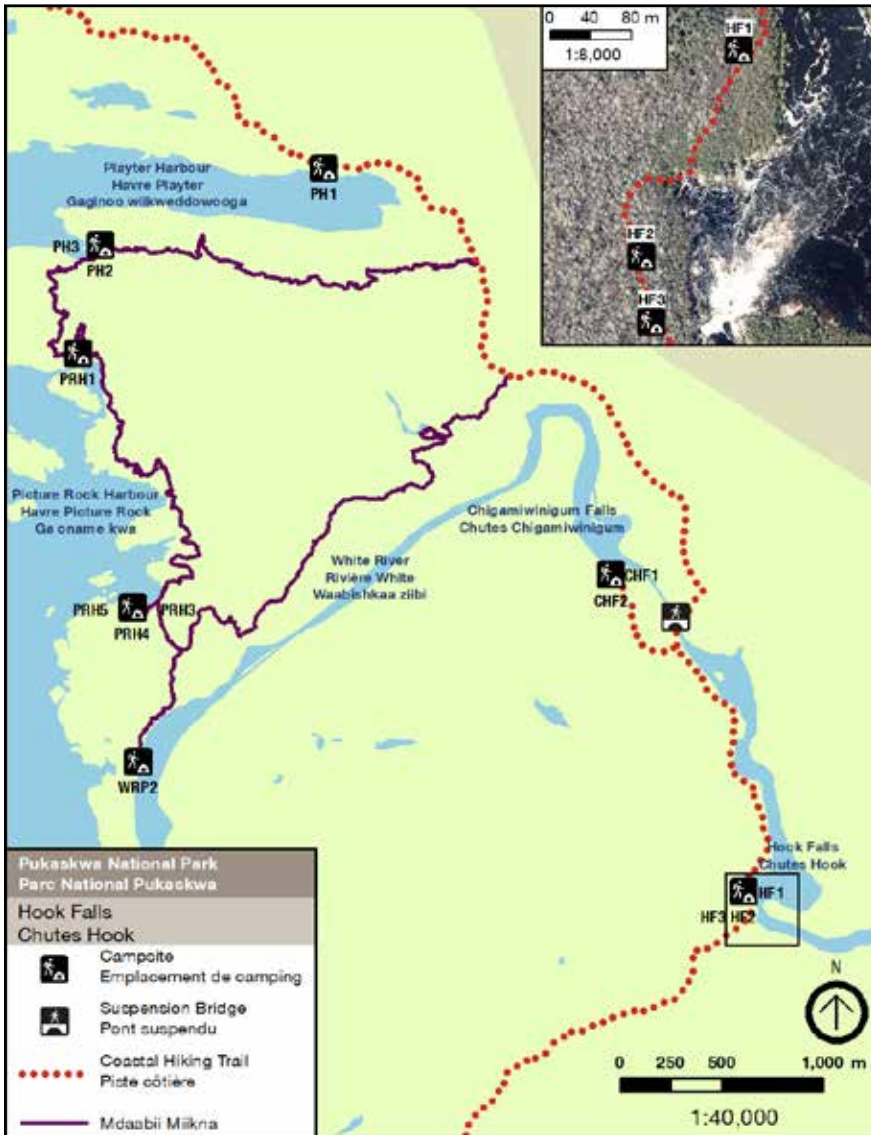 0 40 80 m
1:8,000
HF1
HF2
HF3
Playter Harbour
Havre Playter
Gaginoo wiikweddowooga
PH1
PH3
PH2
PRH1
Picture Rock Harbour
Havre Picture Rock
Ga oname kwa
Chigamiwinigum Falls
Chutes Chigamiwinigum
White River
Rivière White
Waabishkaa ziibi
CHF1
CHF2
PRH5
PRH3
PRH4
WRP2
Hook Falls
Chutes Hook
HF1
HF3 HF2
Pukaskwa National Park
Parc National Pukaskwa
Hook Falls
Chutes Hook
Campsite
Emplacement de camping
Suspension Bridge
Pont suspendu
Coastal Hiking Trail
Piste côtière
Mdaabii Miikna
N
0 250 500 1,000 m
1:40,000